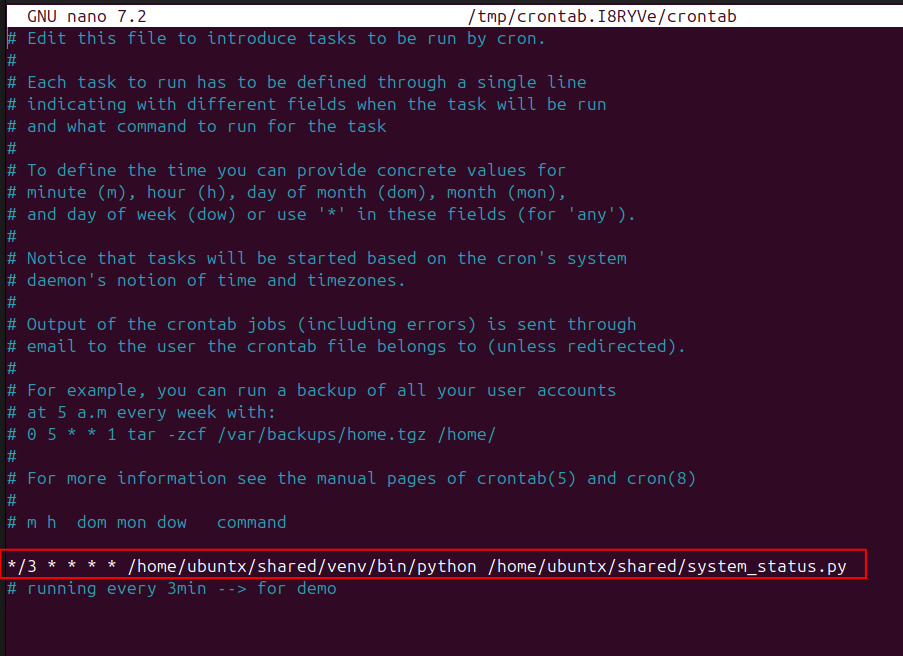 GNU nano 7.2 /tmp/crontab.I8RYVe/crontab
# Edit this file to introduce tasks to be run by cron.
#
# Each task to run has to be defined through a single line
# indicating with different fields when the task will be run
# and what command to run for the task
#
# To define the time you can provide concrete values for
# minute (m), hour (h), day of month (dom), month (mon),
# and day of week (dow) or use '*' in these fields (for 'any').
#
# Notice that tasks will be started based on the cron's system
# daemon's notion of time and timezones.
#
# Output of the crontab jobs (including errors) is sent through
# email to the user the crontab file belongs to (unless redirected).
#
# For example, you can run a backup of all your user accounts
# at 5 a.m every week with:
# 0 5 * * 1 tar -zcf /var/backups/home.tgz /home/
#
# For more information see the manual pages of crontab(5) and cron(8)
#
# m h  dom mon dow   command
*/3 * * * * /home/ubuntx/shared/venv/bin/python /home/ubuntx/shared/system_status.py
# running every 3min --> for demo